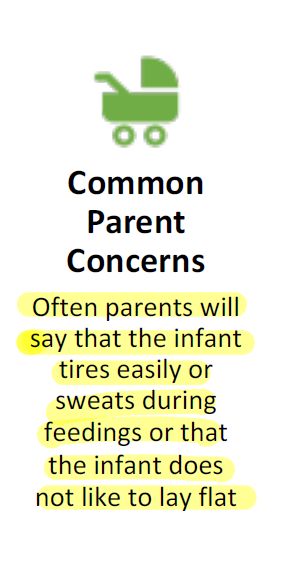 Common
Parent
Concerns
Often parents will
say that the infant
tires easily or
sweats during
feedings or that
the infant does
not like to lay flat